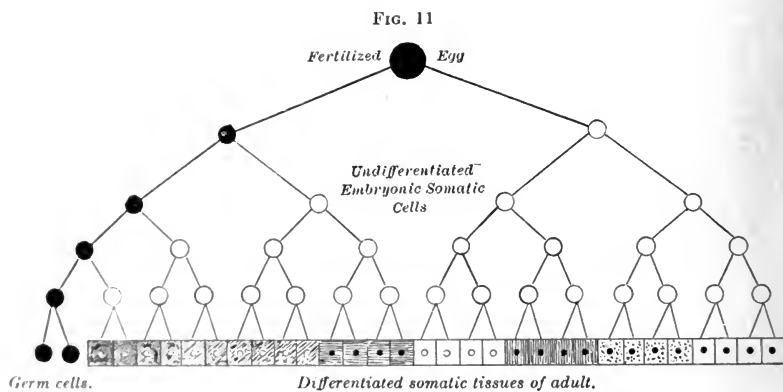 FIG. 11
Fertilized Egg
Undifferentiated
Embryonic Somatic
Cells
Germ cells. Differentiated somatic tissues of adult.